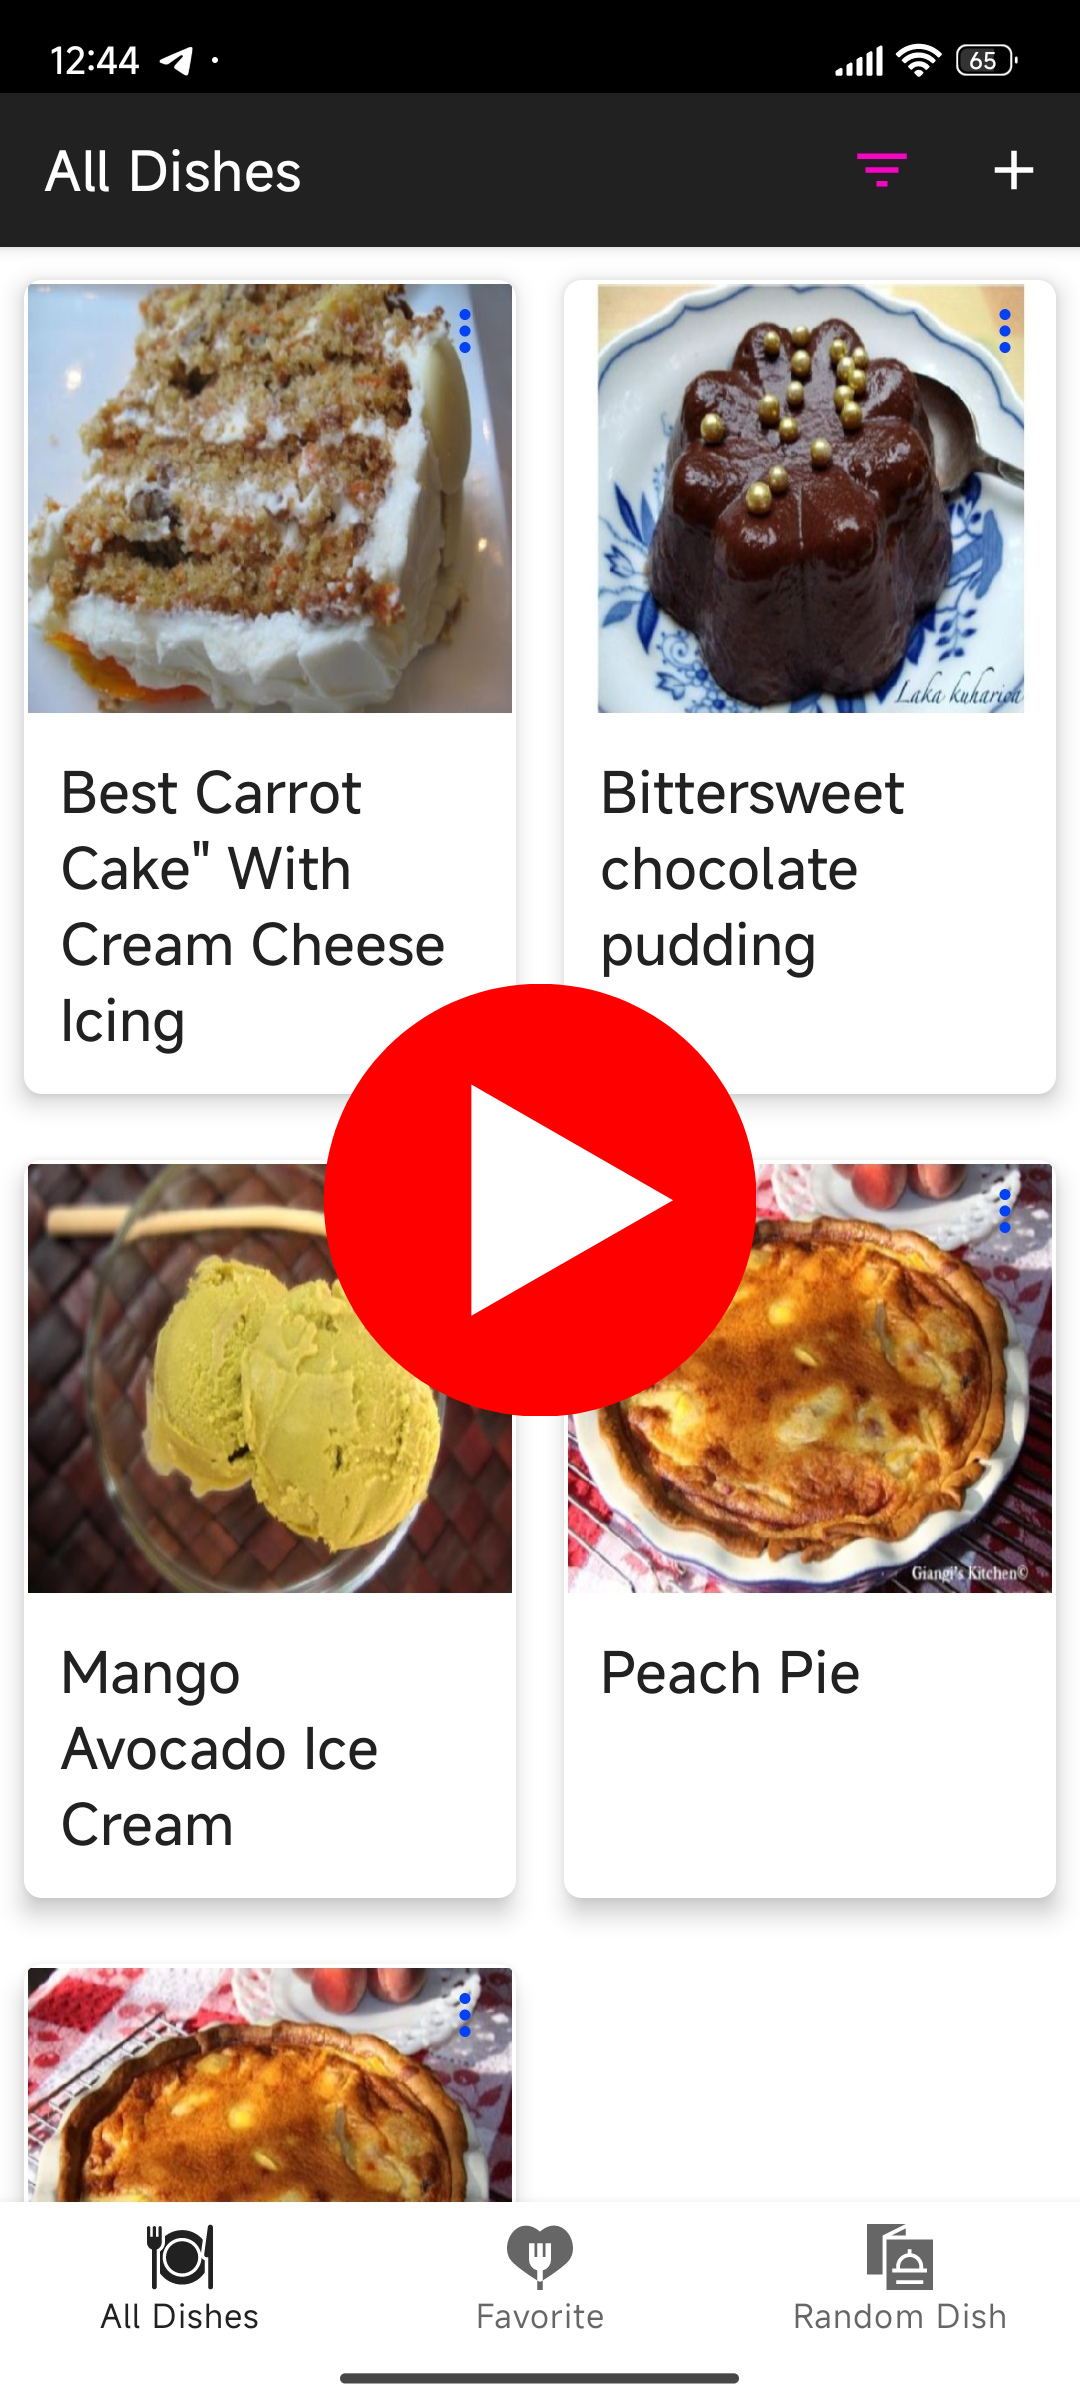 12:44
65
All Dishes
Laka kuharica
Best Carrot
Cake" With
Cream Cheese
Icing
Bittersweet
chocolate
pudding
Giangi's Kitchen©
Mango
Avocado Ice
Cream
Peach Pie
All Dishes
Favorite
Random Dish